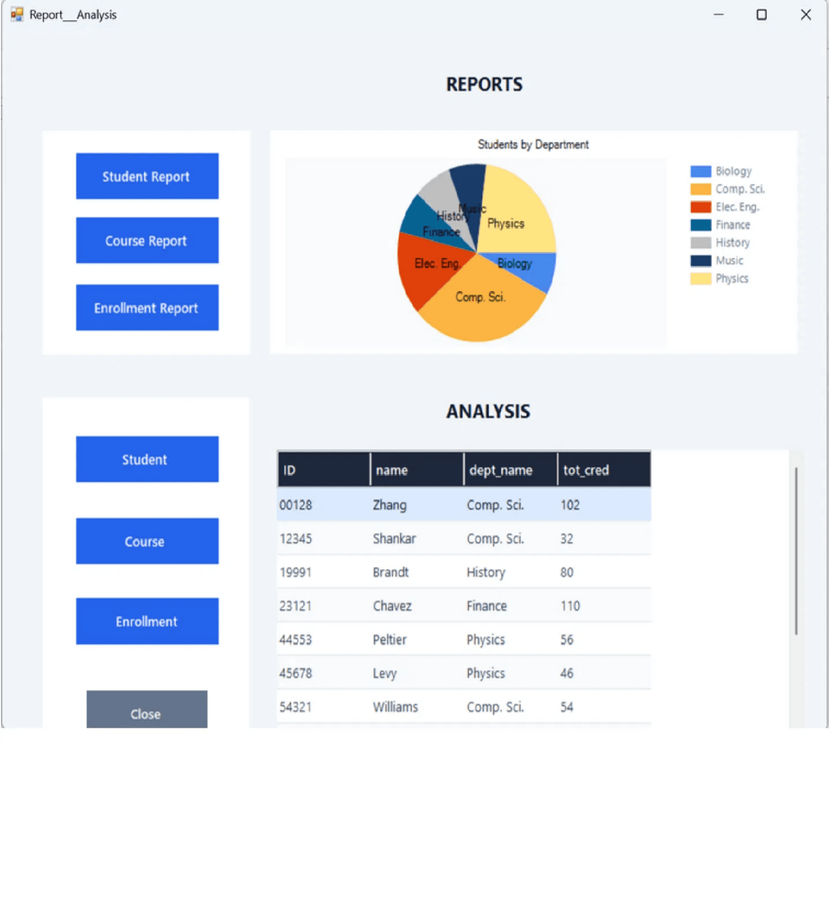 Report__Analysis
REPORTS
Student Report
Course Report
Enrollment Report
Students by Department
Music
History
Physics
Finance
Elec. Eng.
Biology
Comp. Sci.
Biology
Comp. Sci.
Elec. Eng.
Finance
History
Music
Physics
ANALYSIS
Student
Course
Enrollment
Close
ID name dept_name tot_cred
00128 Zhang Comp. Sci. 102
12345 Shankar Comp. Sci. 32
19991 Brandt History 80
23121 Chavez Finance 110
44553 Peltier Physics 56
45678 Levy Physics 46
54321 Williams Comp. Sci. 54